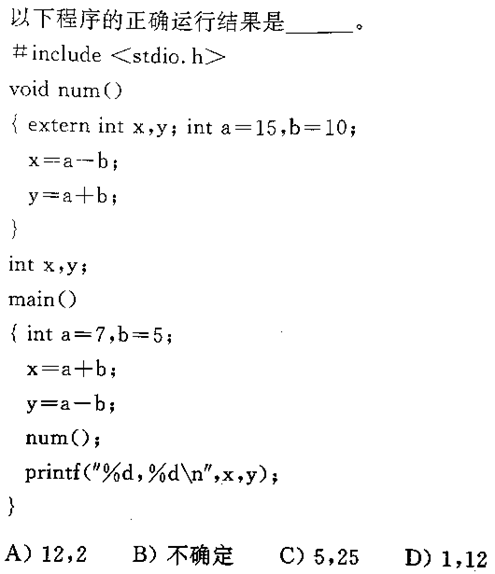 以下程序的正确运行结果是______。
#include <stdio.h>
void num()
{ extern int x,y; int a=15,b=10;
x=a-b;
y=a+b;
}
int x,y;
main()
{ int a=7,b=5;
x=a+b;
y=a-b;
num();
printf("%d,%d\n",x,y);
}
A) 12,2 B) 不确定 C) 5,25 D) 1,12